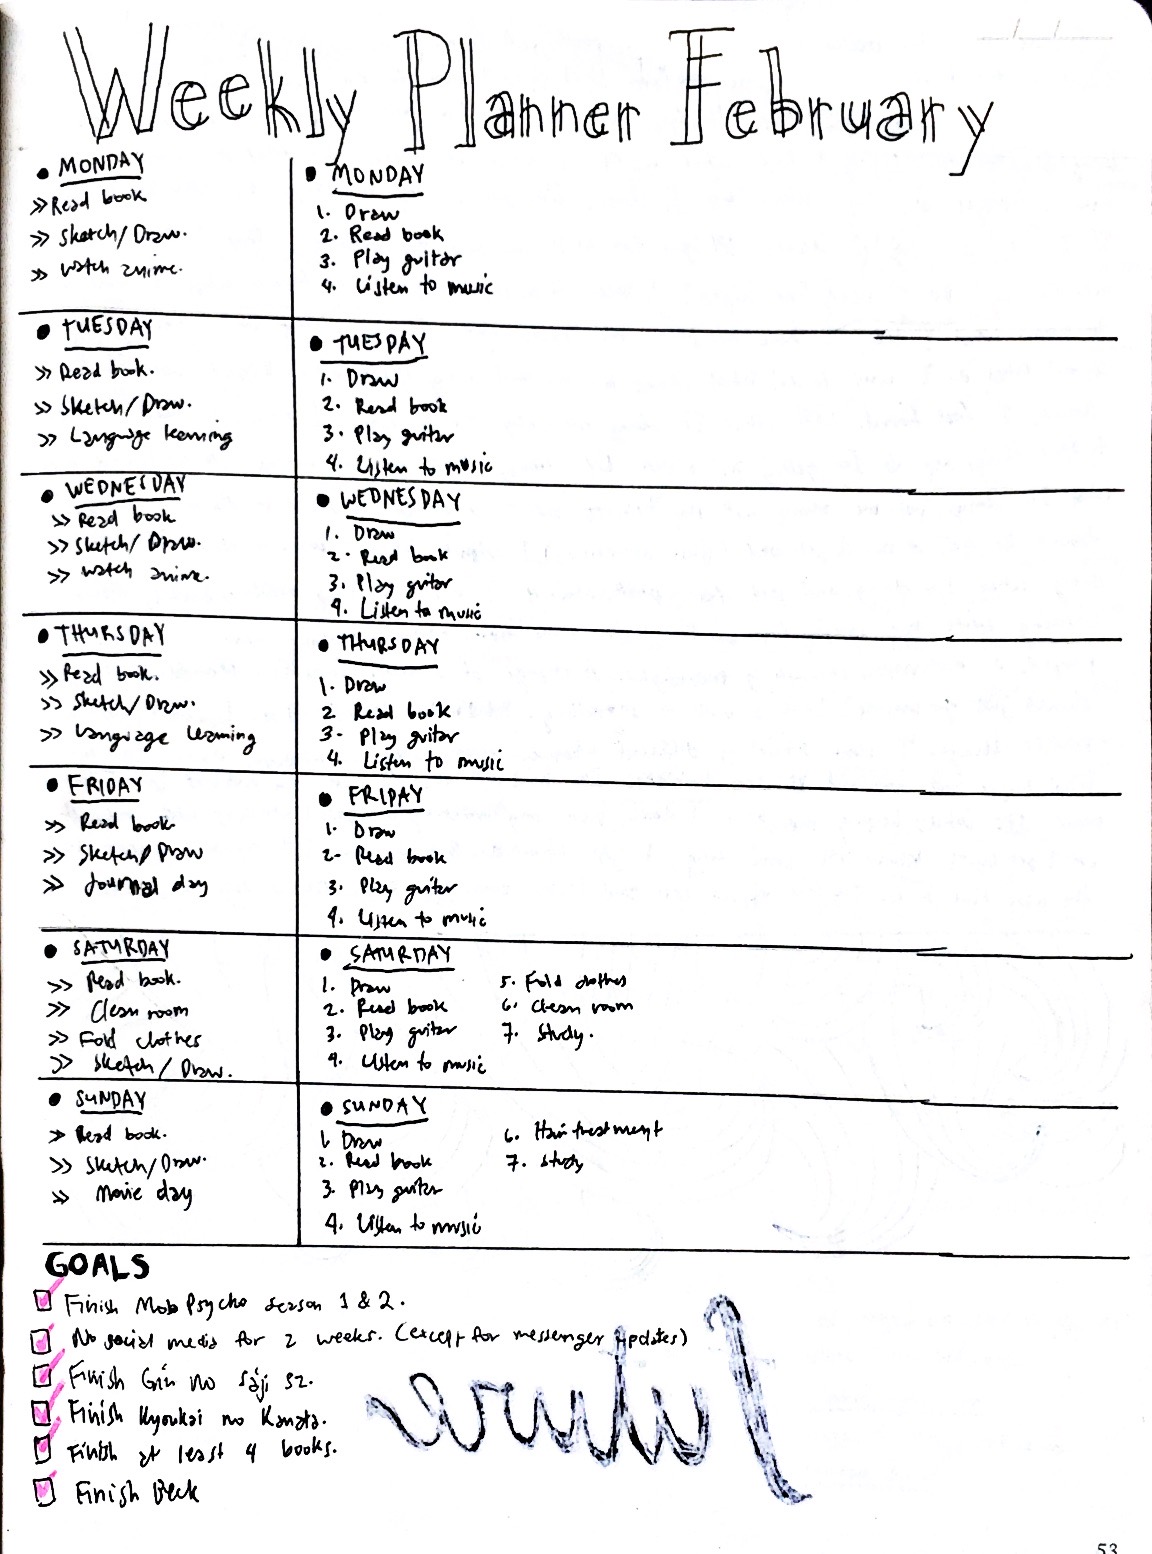 Weekly Planner February
• MONDAY
>> Read book
>> Sketch/Draw.
>> Watch anime.
• MONDAY
1. Draw
2. Read book
3. Play guitar
4. Listen to music
• TUESDAY
>> Read book.
>> Sketch/Draw.
>> Language learning
• TUESDAY
1. Draw
2. Read book
3. Play guitar
4. Listen to music
• WEDNESDAY
>> Read book
>> Sketch/Draw.
>> Watch anime.
• WEDNESDAY
1. Draw
2. Read book
3. Play guitar
4. Listen to music
• THURSDAY
>> Read book.
>> Sketch/Draw.
>> Language learning
• THURSDAY
1. Draw
2 Read book
3. Play guitar
4. Listen to music
• FRIDAY
>> Read book
>> Sketch/Draw
>> Journal day
• FRIDAY
1. Draw
2. Read book
3. Play guitar
4. Listen to music
• SATURDAY
>> Read book.
>> Clean room
>> Fold clothes
>> Sketch/Draw.
• SATURDAY
1. Draw
2. Read book
3. Play guitar
4. Listen to music
5. Fold clothes
6. Clean room
7. Study.
• SUNDAY
> Read book.
>> Sketch/Draw.
>> Movie day
• SUNDAY
1. Draw
2. Read book
3. Play guitar
4. Listen to music
6. Hair treatment
7. Study
GOALS
Finish Mob Psycho season 1 & 2.
No social media for 2 weeks. (except for messenger updates)
Finish Gin no Saji S2.
Finish Kyoukai no Kanata.
Finish at least 4 books.
Finish Beck
53